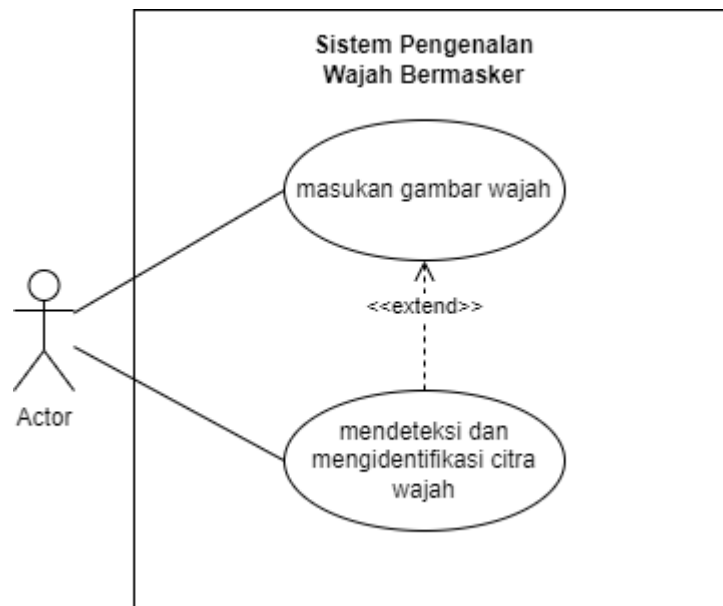 Sistem Pengenalan
Wajah Bermasker
masukan gambar wajah
<<extend>>
Actor
mendeteksi dan
mengidentifikasi citra
wajah